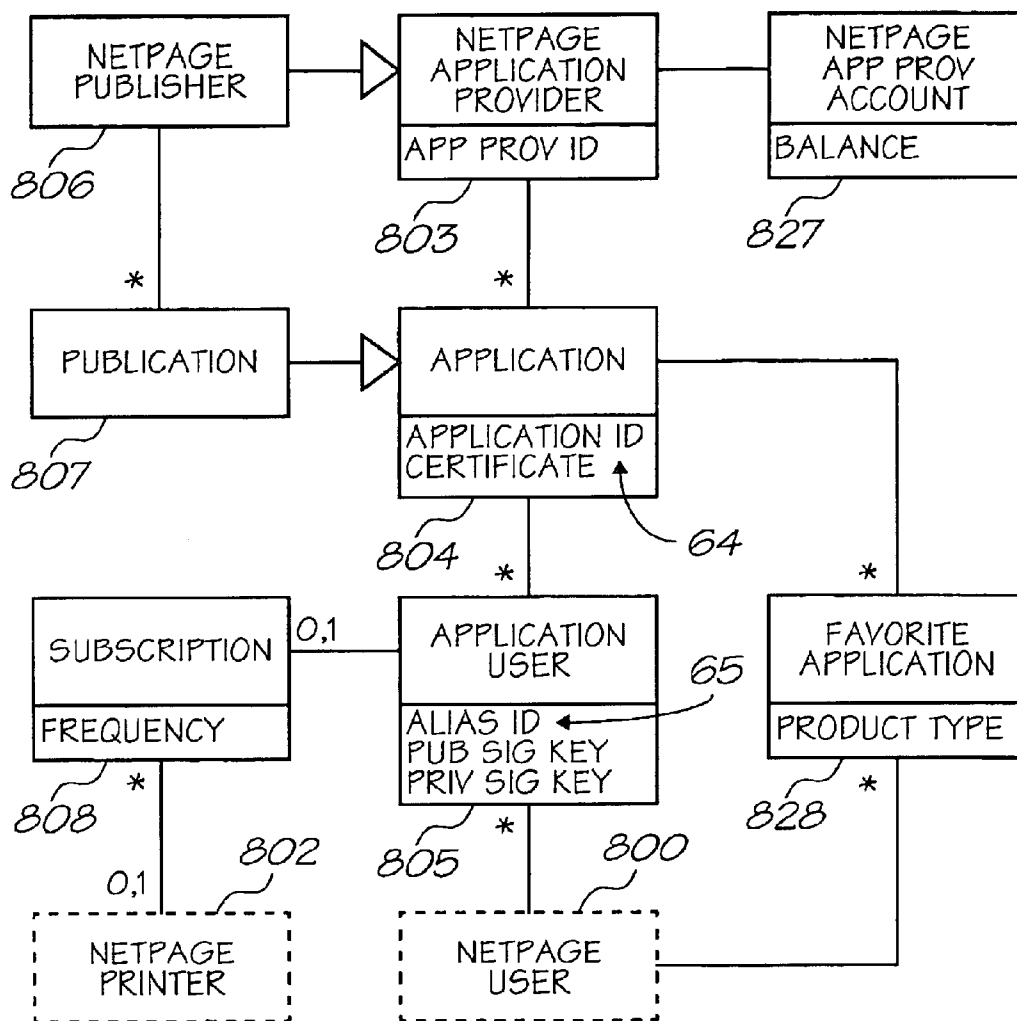 NETPAGE
PUBLISHER
NETPAGE
APPLICATION
PROVIDER
APP PROV ID
NETPAGE
APP PROV
ACCOUNT
BALANCE
806
803
827
*
*
PUBLICATION
APPLICATION
APPLICATION ID
CERTIFICATE
807
804
64
*
*
SUBSCRIPTION
0,1
APPLICATION
USER
FAVORITE
APPLICATION
65
FREQUENCY
ALIAS ID
PUB SIG KEY
PRIV SIG KEY
PRODUCT TYPE
808
*
805
*
828
*
802
800
0,1
NETPAGE
PRINTER
NETPAGE
USER